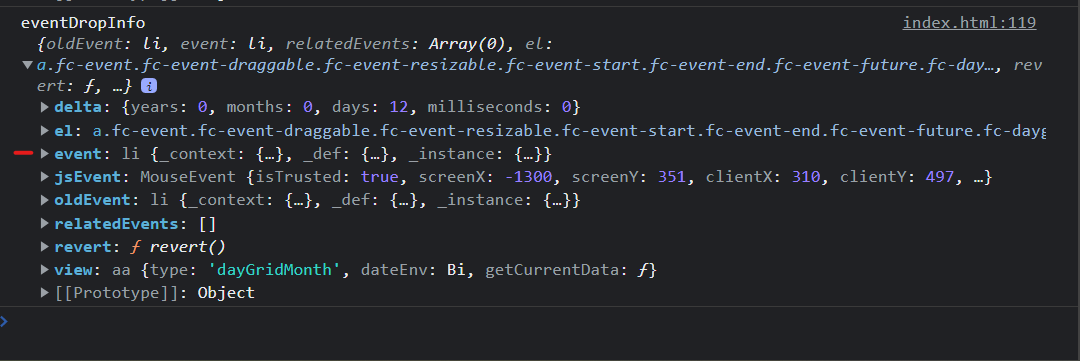 eventDropInfo index.html:119
{oldEvent: li, event: li, relatedEvents: Array(0), el:
a.fc-event.fc-event-draggable.fc-event-resizable.fc-event-start.fc-event-end.fc-event-future.fc-day…, rev
ert: ƒ, …} i
delta: {years: 0, months: 0, days: 12, milliseconds: 0}
el: a.fc-event.fc-event-draggable.fc-event-resizable.fc-event-start.fc-event-end.fc-event-future.fc-dayg
event: li {_context: {…}, _def: {…}, _instance: {…}}
jsEvent: MouseEvent {isTrusted: true, screenX: -1300, screenY: 351, clientX: 310, clientY: 497, …}
oldEvent: li {_context: {…}, _def: {…}, _instance: {…}}
relatedEvents: []
revert: ƒ revert()
view: aa {type: 'dayGridMonth', dateEnv: Bi, getCurrentData: ƒ}
[[Prototype]]: Object